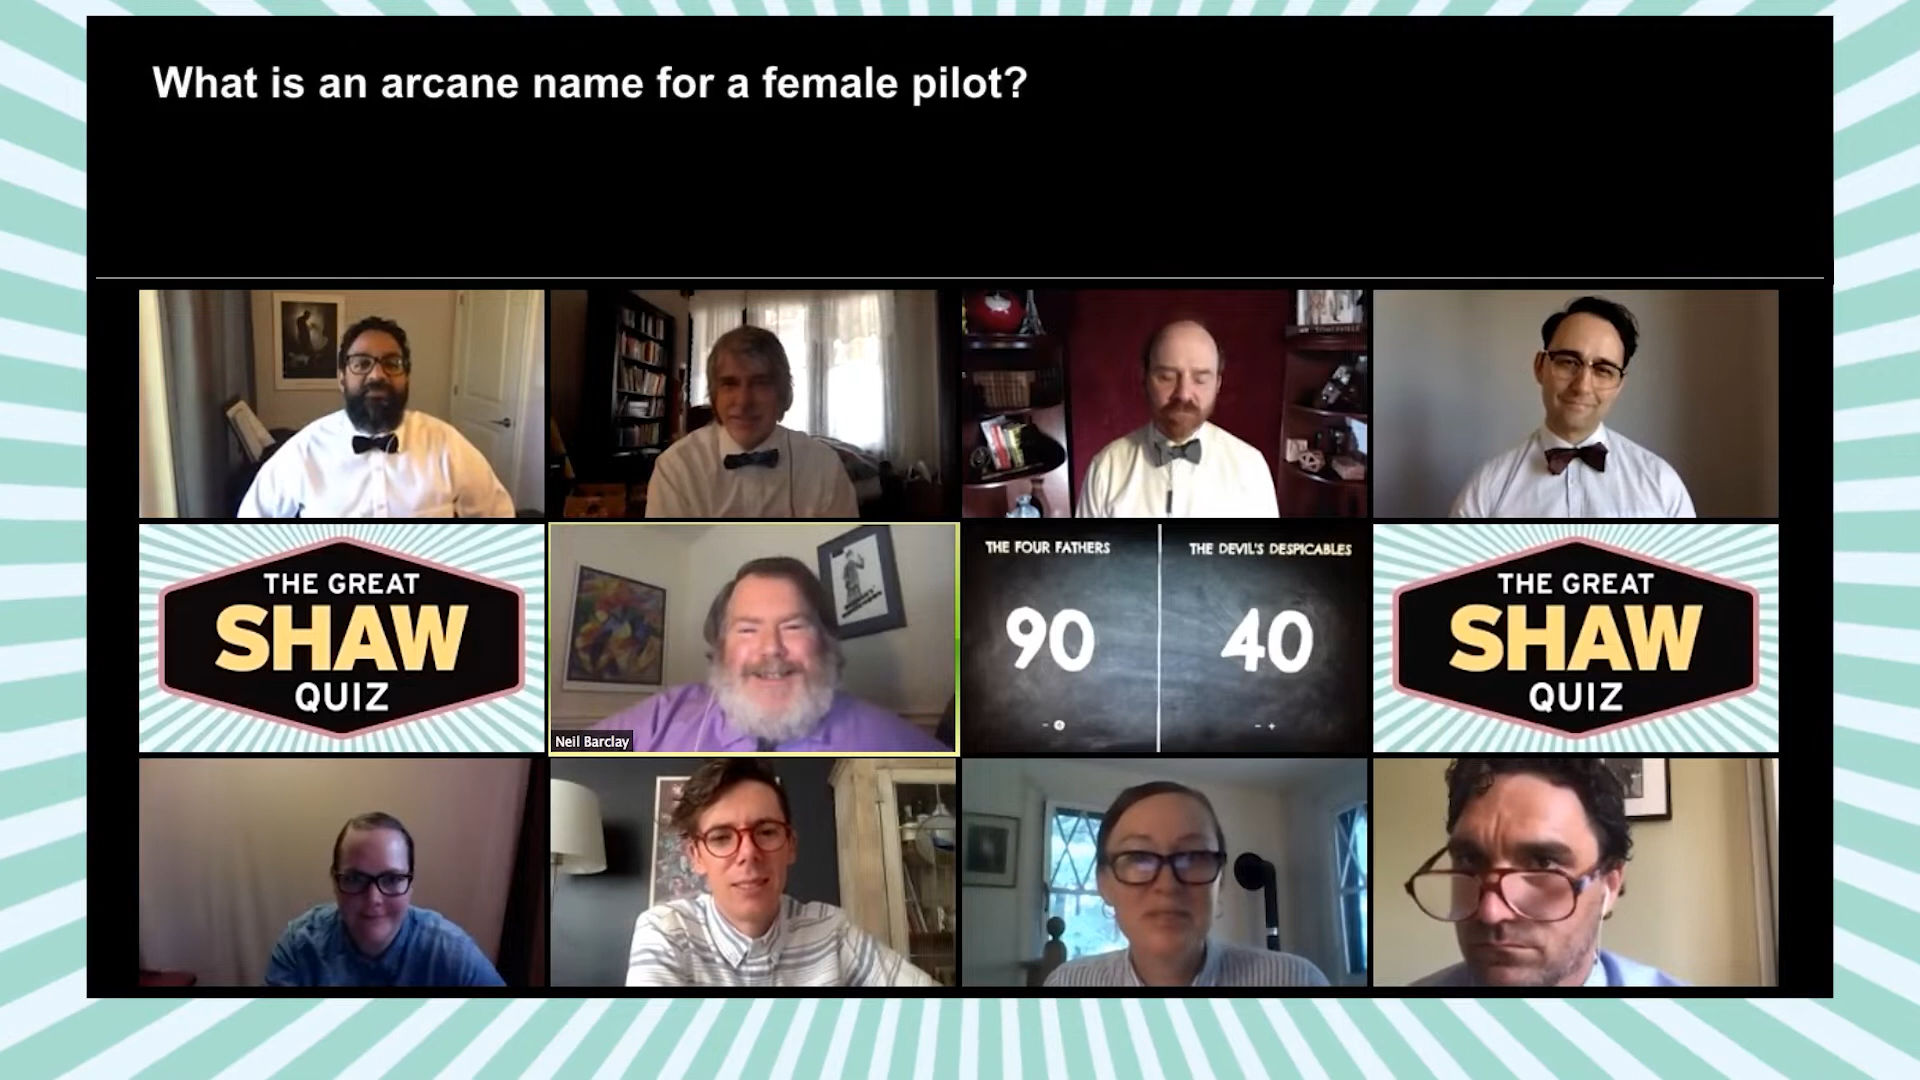 What is an arcane name for a female pilot?
THE GREAT
SHAW
QUIZ
Neil Barclay
THE FOUR FATHERS
90
THE DEVIL'S DESPICABLES
40
THE GREAT
SHAW
QUIZ